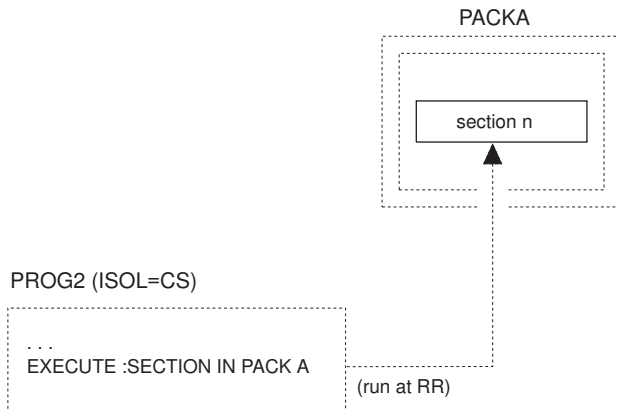 PACKA
section n
PROG2 (ISOL=CS)
. . .
EXECUTE :SECTION IN PACK A
(run at RR)